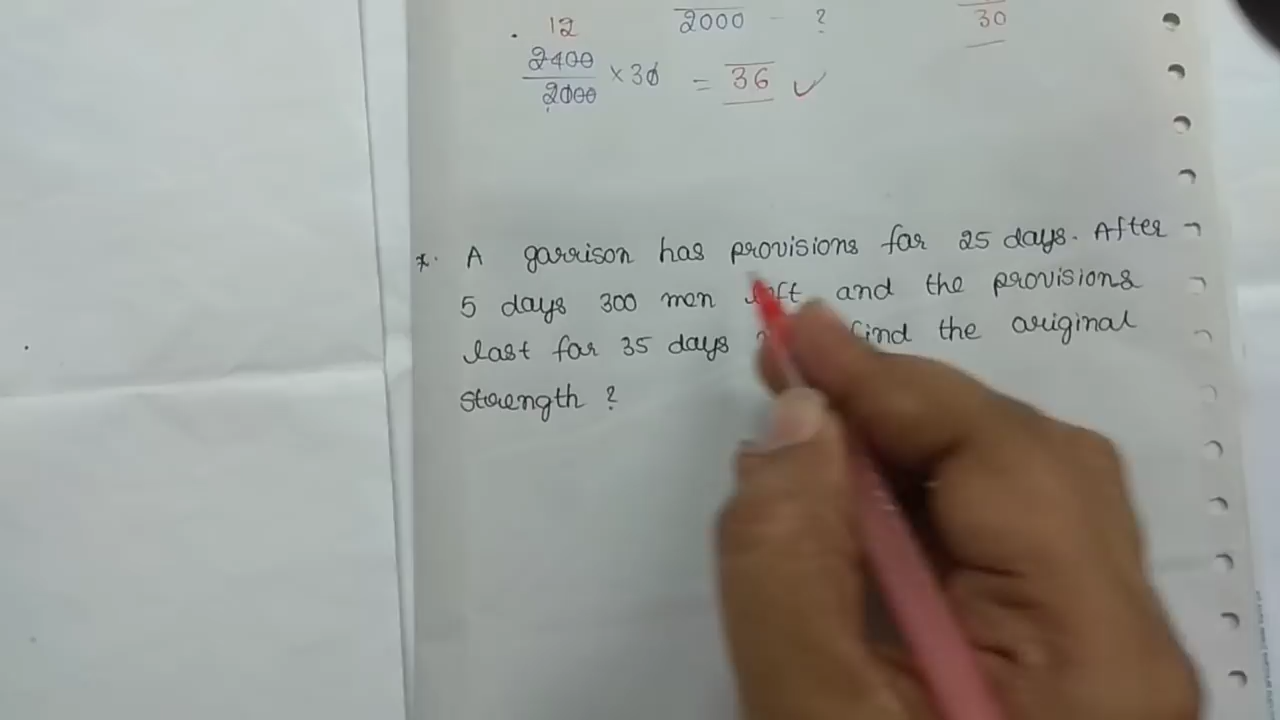 12 2000 - ? 30
2400
2000 × 30 = 36 ✓
*. A garrison has provisions for 25 days. After
5 days 300 men left and the provisions
last for 35 days find the original
strength ?